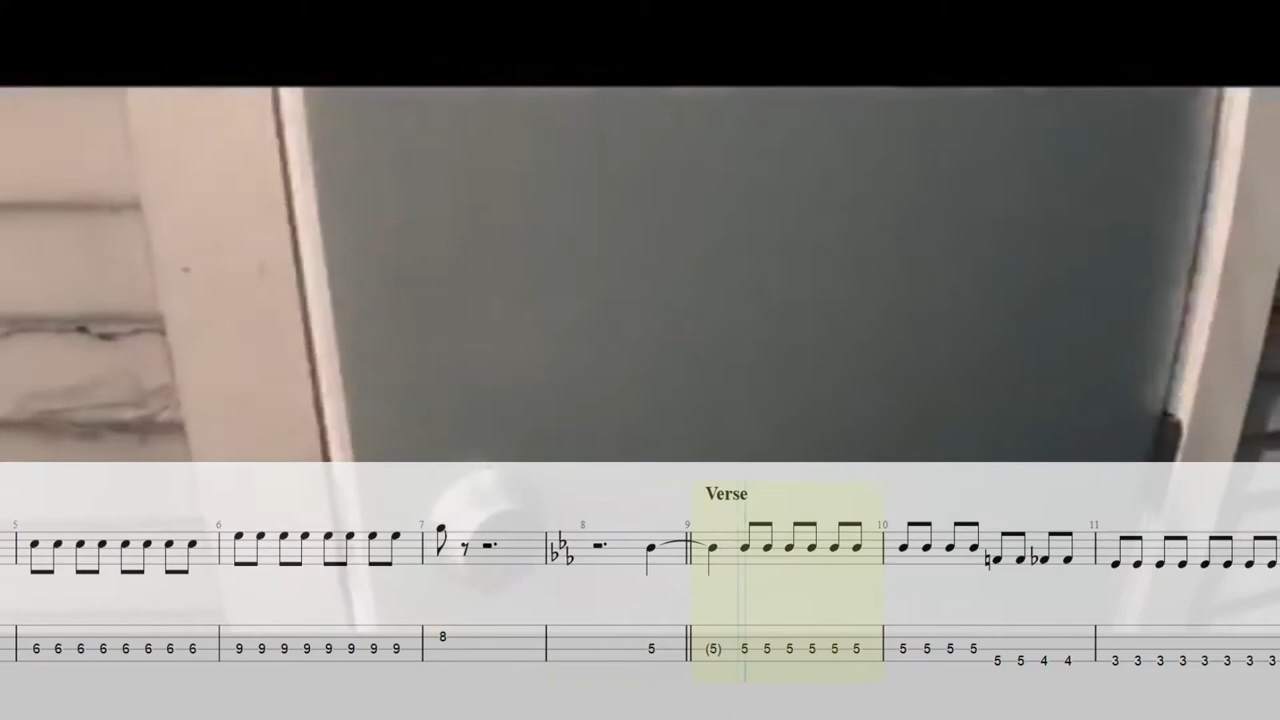 Verse
5 6 7 8 9 10 11
8
6 6 6 6 6 6 6 6 9 9 9 9 9 9 9 9 5 (5) 5 5 5 5 5 5 5 5 5 5
5 5 4 4 3 3 3 3 3 3 3 3